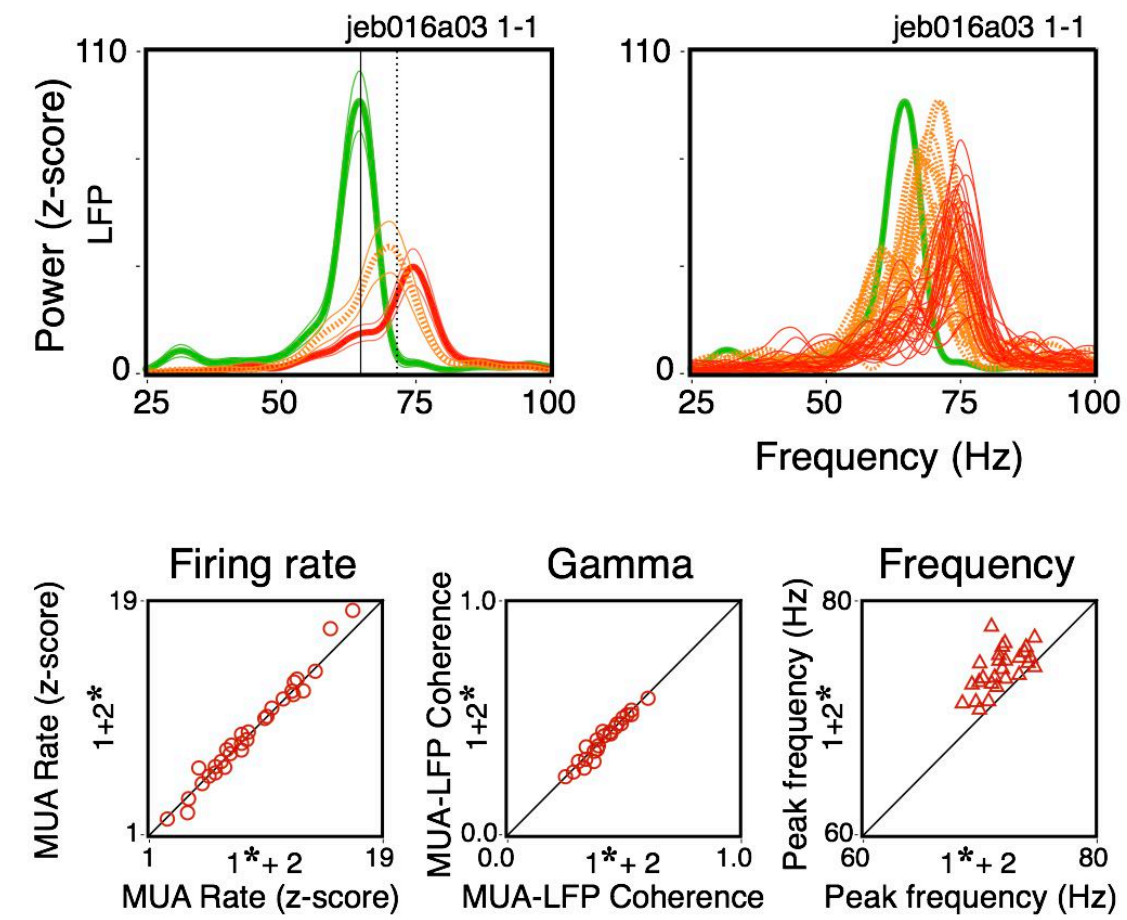 jeb016a03 1-1
110
Power (z-score)
LFP
0
25 50 75 100
jeb016a03 1-1
110
0
25 50 75 100
Frequency (Hz)
Firing rate
MUA Rate (z-score)
1+2*
19
1
1 1*+ 2 19
MUA Rate (z-score)
Gamma
MUA-LFP Coherence
1+2*
1.0
0.0
0.0 1*+ 2 1.0
MUA-LFP Coherence
Frequency
Peak frequency (Hz)
1+2*
80
60
60 1*+ 2 80
Peak frequency (Hz)